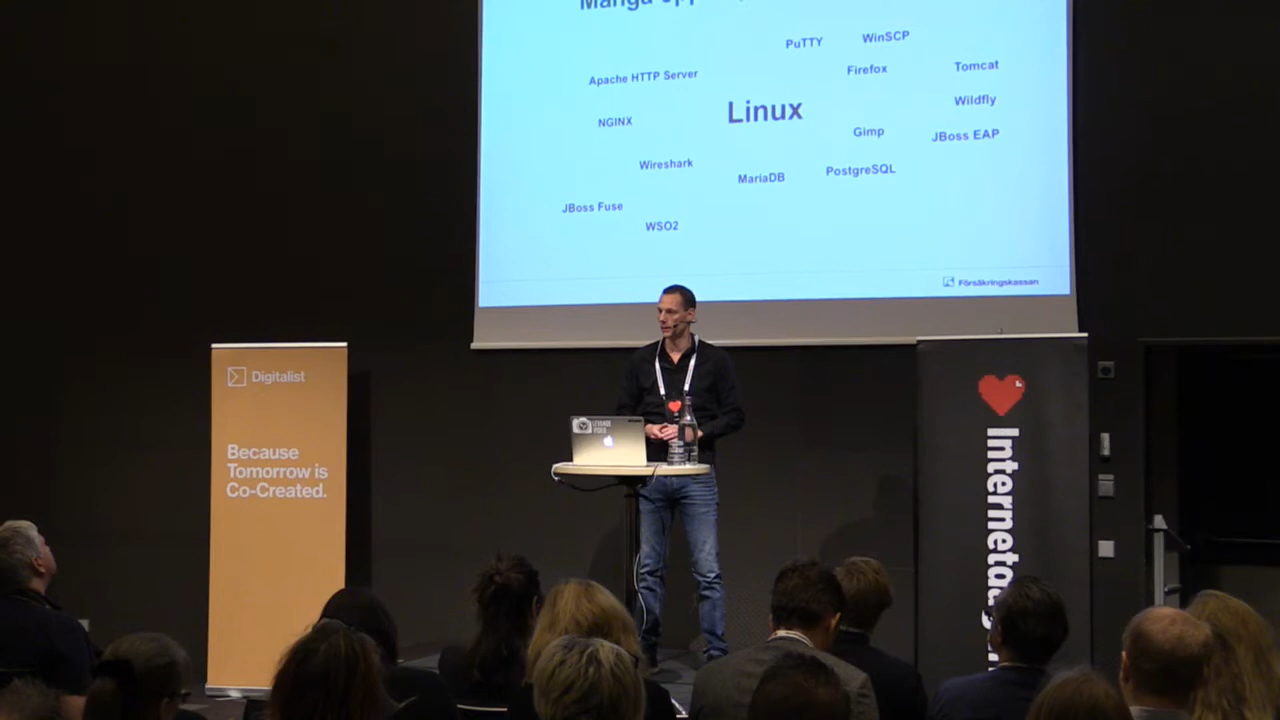 PuTTY
WinSCP
Apache HTTP Server
Firefox
Tomcat
Linux
Wildfly
NGINX
Gimp
JBoss EAP
Wireshark
MariaDB
PostgreSQL
JBoss Fuse
WSO2
Försäkringskassan
Digitalist
Because
Tomorrow is
Co-Created.